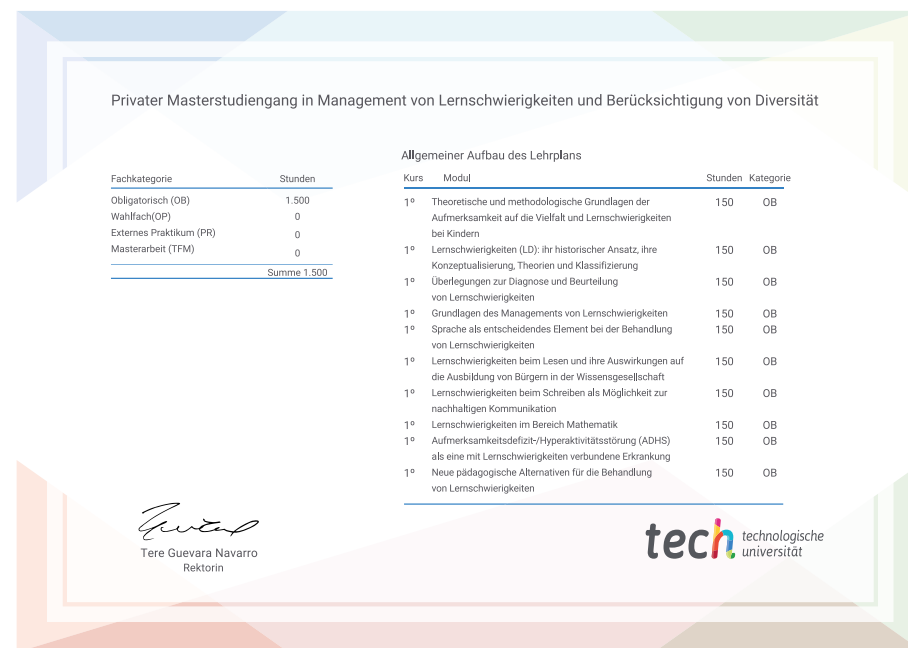 Privater Masterstudiengang in Management von Lernschwierigkeiten und Berücksichtigung von Diversität
Fachkategorie Stunden
Obligatorisch (OB) 1.500
Wahlfach(OP) 0
Externes Praktikum (PR) 0
Masterarbeit (TFM) 0
Summe 1.500
Allgemeiner Aufbau des Lehrplans
Kurs Modul Stunden Kategorie
1º Theoretische und methodologische Grundlagen der 150 OB
Aufmerksamkeit auf die Vielfalt und Lernschwierigkeiten
bei Kindern
1º Lernschwierigkeiten (LD): ihr historischer Ansatz, ihre 150 OB
Konzeptualisierung, Theorien und Klassifizierung
1º Überlegungen zur Diagnose und Beurteilung 150 OB
von Lernschwierigkeiten
1º Grundlagen des Managements von Lernschwierigkeiten 150 OB
1º Sprache als entscheidendes Element bei der Behandlung 150 OB
von Lernschwierigkeiten
1º Lernschwierigkeiten beim Lesen und ihre Auswirkungen auf 150 OB
die Ausbildung von Bürgern in der Wissensgesellschaft
1º Lernschwierigkeiten beim Schreiben als Möglichkeit zur 150 OB
nachhaltigen Kommunikation
1º Lernschwierigkeiten im Bereich Mathematik 150 OB
1º Aufmerksamkeitsdefizit-/Hyperaktivitätsstörung (ADHS) 150 OB
als eine mit Lernschwierigkeiten verbundene Erkrankung
1º Neue pädagogische Alternativen für die Behandlung 150 OB
von Lernschwierigkeiten
Tere Guevara Navarro
Rektorin
tech technologische
universität